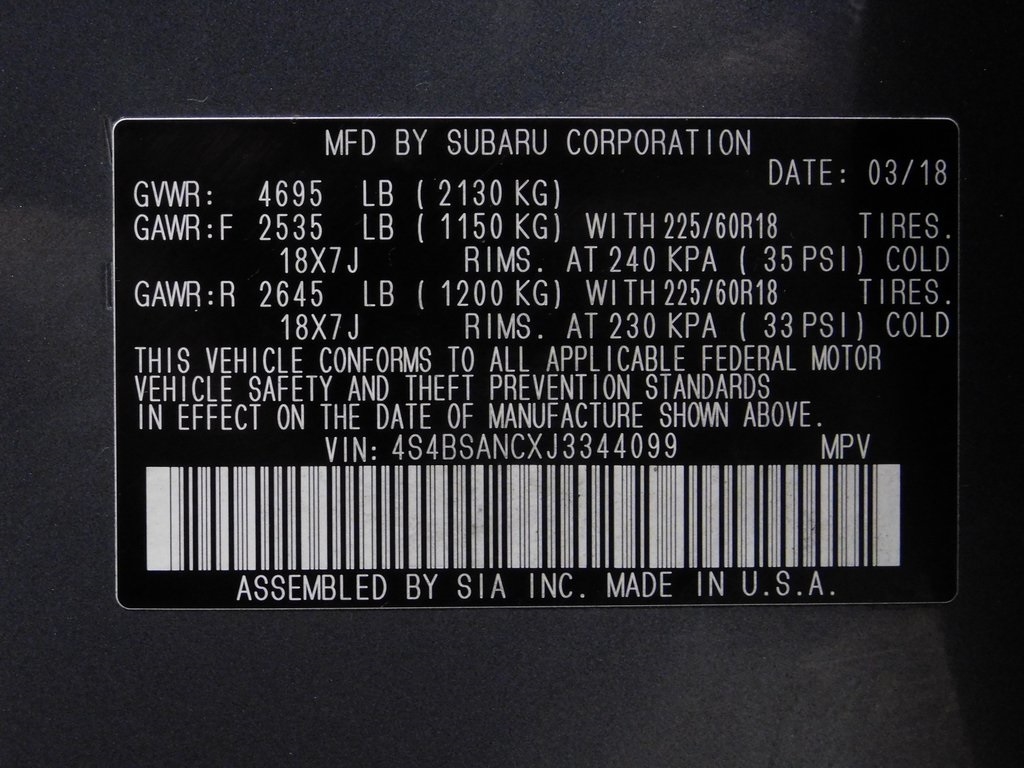 MFD BY SUBARU CORPORATION
DATE: 03/18
GVWR: 4695 LB ( 2130 KG)
GAWR:F 2535 LB ( 1150 KG) WITH 225/60R18 TIRES.
18X7J RIMS. AT 240 KPA ( 35 PSI) COLD
GAWR:R 2645 LB ( 1200 KG) WITH 225/60R18 TIRES.
18X7J RIMS. AT 230 KPA ( 33 PSI) COLD
THIS VEHICLE CONFORMS TO ALL APPLICABLE FEDERAL MOTOR
VEHICLE SAFETY AND THEFT PREVENTION STANDARDS
IN EFFECT ON THE DATE OF MANUFACTURE SHOWN ABOVE.
VIN: 4S4BSANCXJ3344099 MPV
ASSEMBLED BY SIA INC. MADE IN U.S.A.